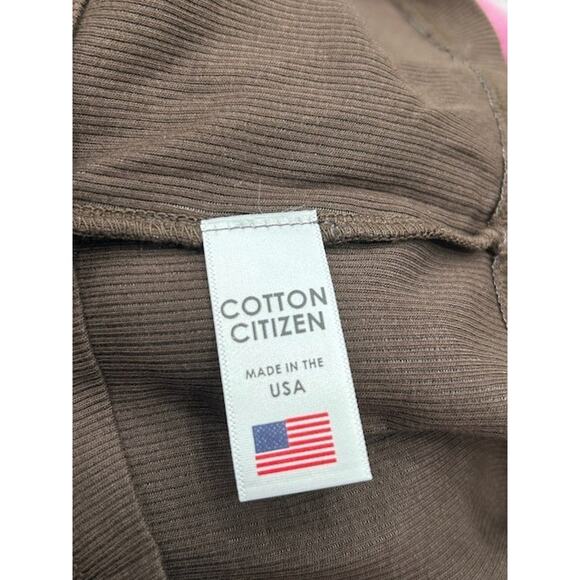 COTTON
CITIZEN
MADE IN THE
USA